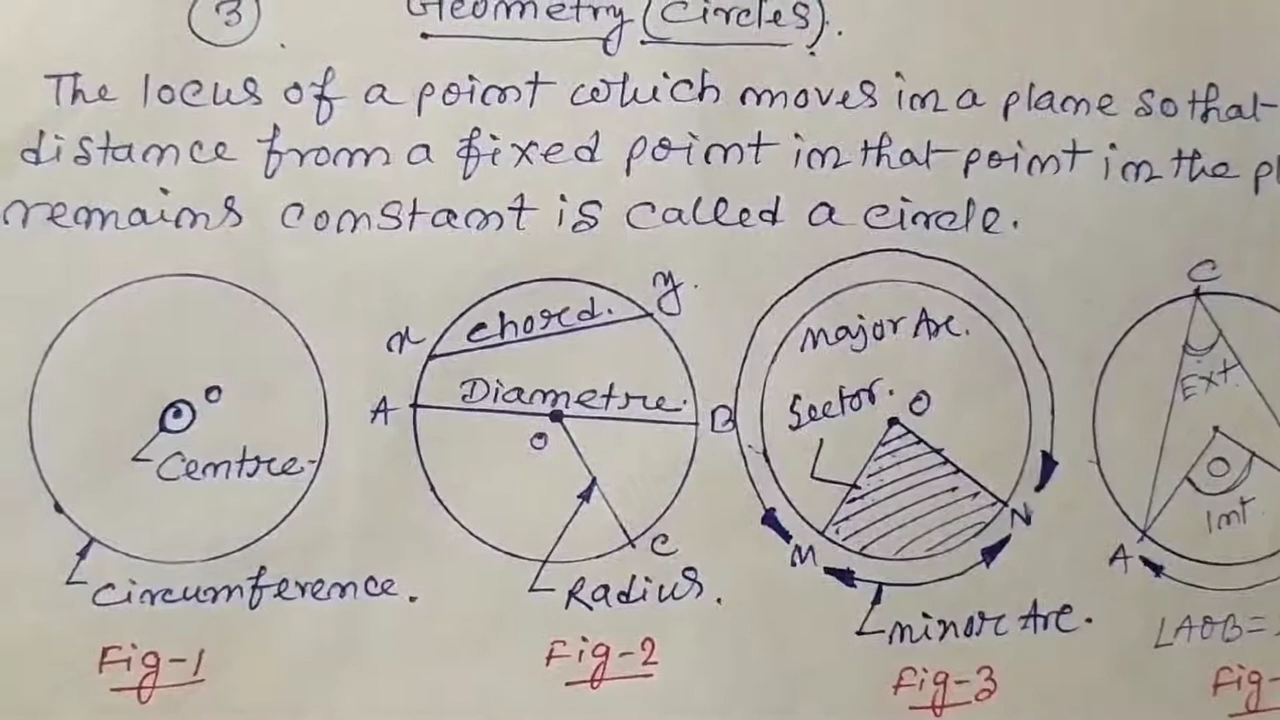 3 Geometry (Circles).
The locus of a point which moves in a plane so that
distance from a fixed point in that point in the pl
remains constant is called a circle.
O
Centre
Circumference.
Fig-1
x chored. y.
A Diametre. B
O
C
Radius.
Fig-2
major Arc.
Sector. O
M N
minor Arc.
Fig-3
C
Ext.
O
Int.
A
∠AOB=
Fig-